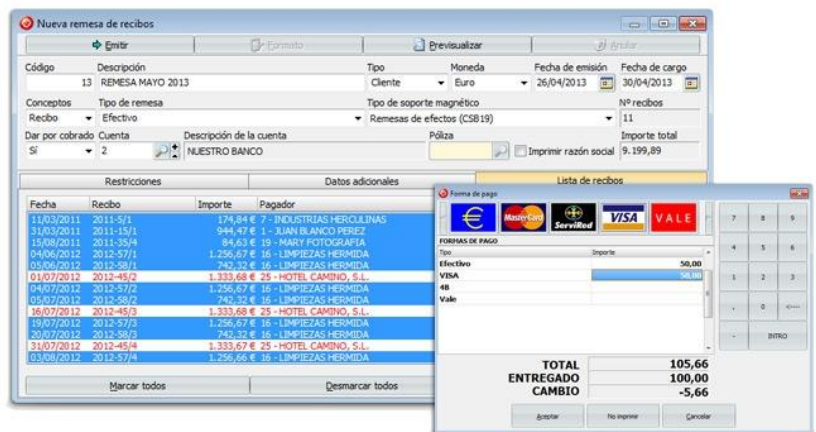 Nueva remesa de recibos
Emitir Formato Previsualizar Anular
Código Descripción Tipo Moneda Fecha de emisión Fecha de cargo
13 REMESA MAYO 2013 Cliente Euro 26/04/2013 30/04/2013
Conceptos Tipo de remesa Tipo de soporte magnético Nº recibos
Recibo Efectivo Remesas de efectos (CSB19) 11
Dar por cobrado Cuenta Descripción de la cuenta Póliza Importe total
Sí 2 NUESTRO BANCO Imprimir razón social 9.199,89
Restricciones Datos adicionales Lista de recibos
Fecha Recibo Importe Pagador
11/03/2011 2011-5/1 174,84 € 7 - INDUSTRIAS HERCULINAS
31/03/2011 2011-15/1 944,47 € 1 - JUAN BLANCO PEREZ
15/08/2011 2011-35/4 84,63 € 19 - MARY FOTOGRAFIA
04/06/2012 2012-57/1 1.256,67 € 16 - LIMPIEZAS HERMIDA
05/06/2012 2012-58/1 742,32 € 16 - LIMPIEZAS HERMIDA
01/07/2012 2012-45/2 1.333,68 € 25 - HOTEL CAMINO, S.L.
04/07/2012 2012-57/2 1.256,67 € 16 - LIMPIEZAS HERMIDA
05/07/2012 2012-58/2 742,32 € 16 - LIMPIEZAS HERMIDA
16/07/2012 2012-45/3 1.333,68 € 25 - HOTEL CAMINO, S.L.
19/07/2012 2012-57/3 1.256,67 € 16 - LIMPIEZAS HERMIDA
20/07/2012 2012-58/3 742,32 € 16 - LIMPIEZAS HERMIDA
31/07/2012 2012-45/4 1.333,67 € 25 - HOTEL CAMINO, S.L.
03/08/2012 2012-57/4 1.256,66 € 16 - LIMPIEZAS HERMIDA
Marcar todos Desmarcar todos
Forma de pago
€ MasterCard ServiRed VISA VALE
FORMAS DE PAGO
Tipo Importe
Efectivo 50,00
VISA 50,00
4B
Vale
7 8 9
4 5 6
1 2 3
. 0 <---
- INTRO
TOTAL 105,66
ENTREGADO 100,00
CAMBIO -5,66
Aceptar No imprimir Cancelar